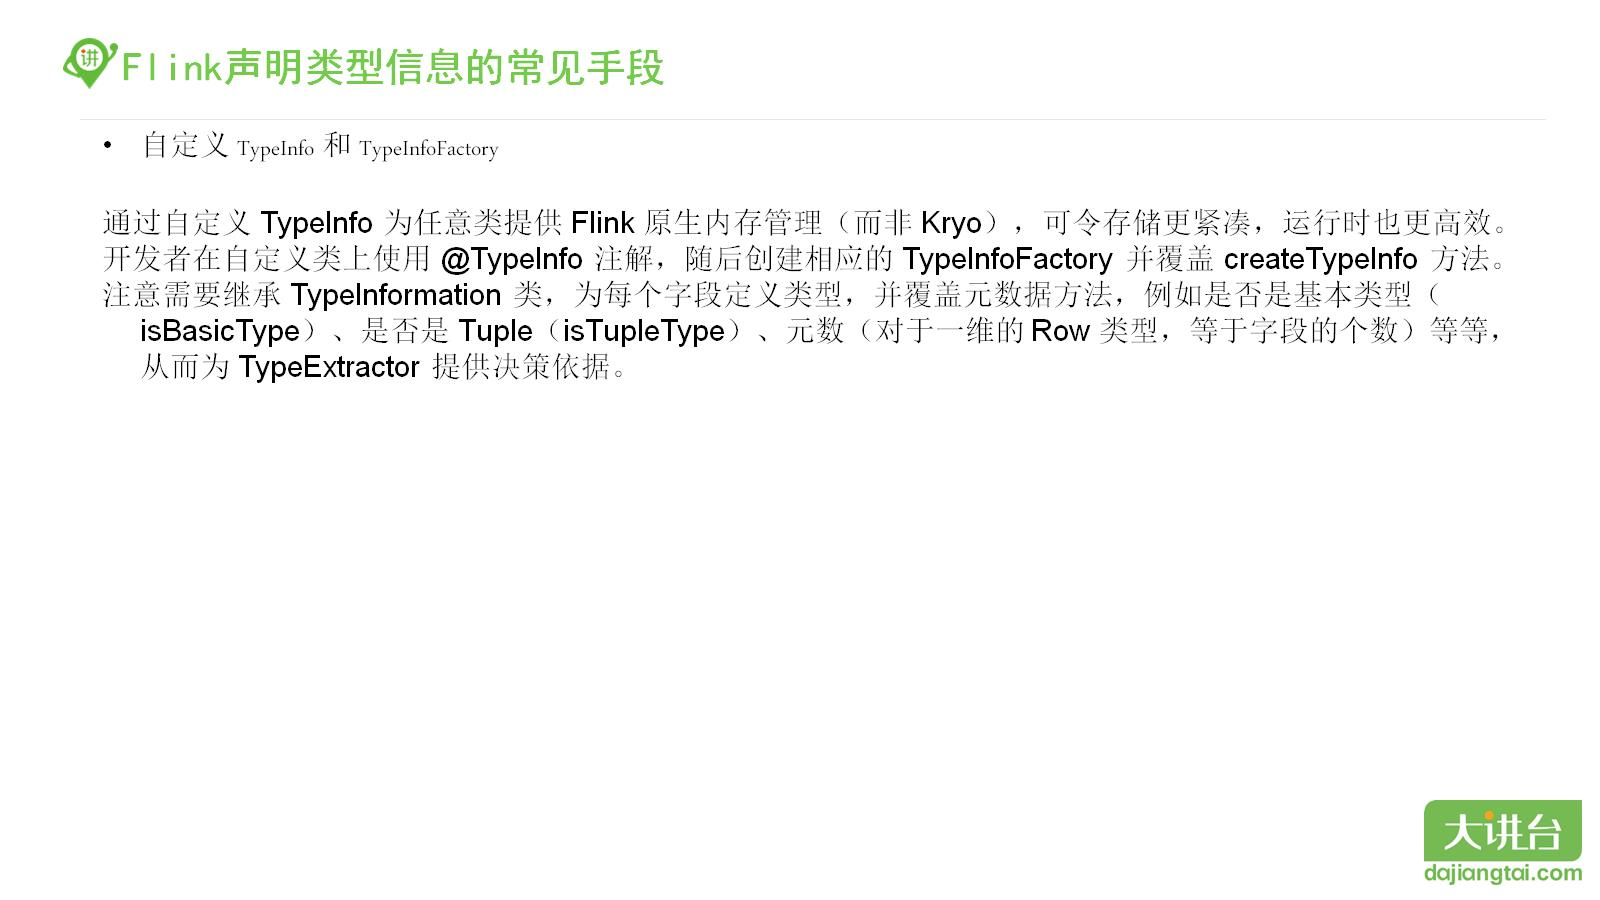 讲
Flink声明类型信息的常见手段
• 自定义 TypeInfo 和 TypeInfoFactory
通过自定义 TypeInfo 为任意类提供 Flink 原生内存管理（而非 Kryo），可令存储更紧凑，运行时也更高效。
开发者在自定义类上使用 @TypeInfo 注解，随后创建相应的 TypeInfoFactory 并覆盖 createTypeInfo 方法。
注意需要继承 TypeInformation 类，为每个字段定义类型，并覆盖元数据方法，例如是否是基本类型（
isBasicType）、是否是 Tuple（isTupleType）、元数（对于一维的 Row 类型，等于字段的个数）等等，
从而为 TypeExtractor 提供决策依据。
大讲台
dajiangtai.com